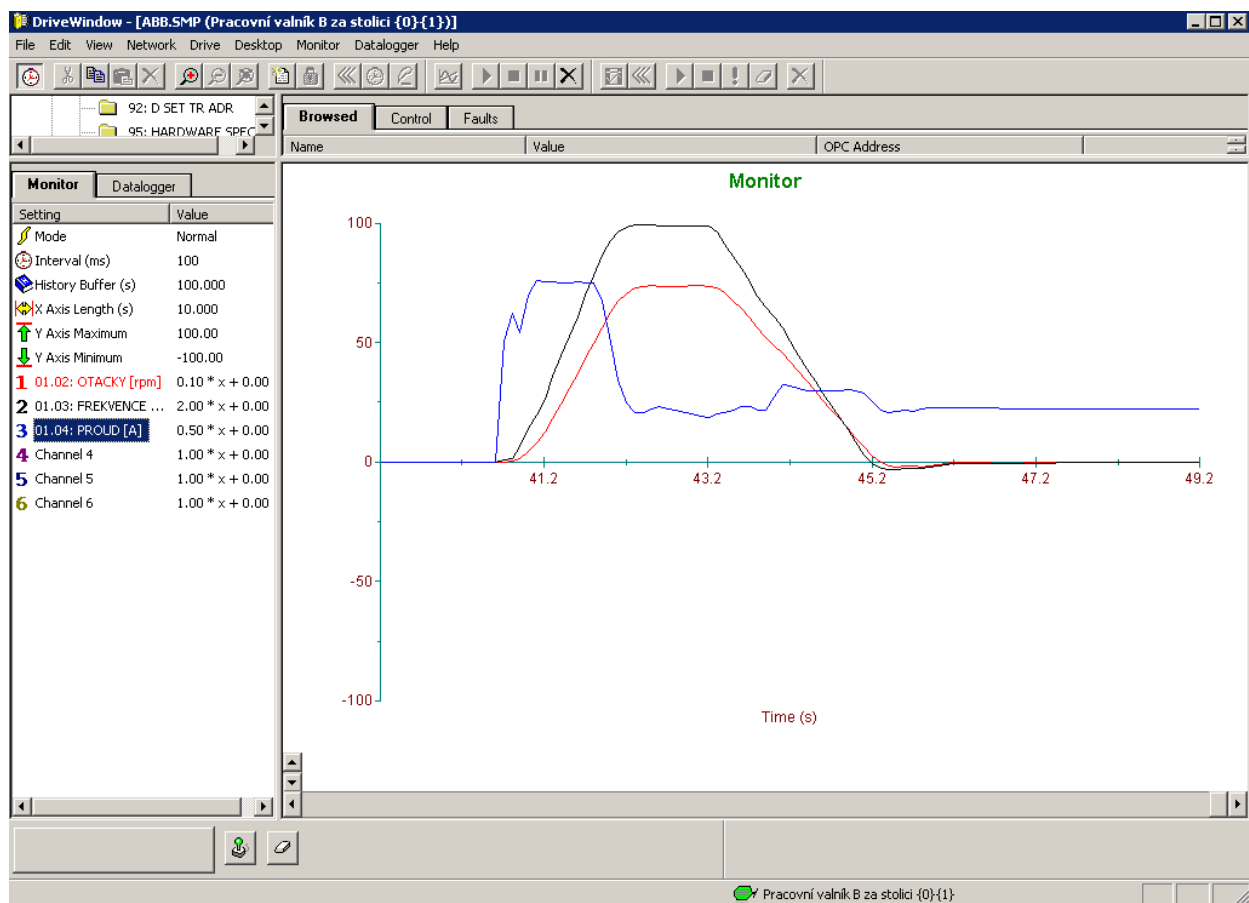 DriveWindow - [ABB.SMP (Pracovní valník B za stolici {0}{1})]
File Edit View Network Drive Desktop Monitor Datalogger Help
92: D SET TR ADR
95: HARDWARE SPEC
Browsed Control Faults
Name Value OPC Address
Monitor Datalogger
Setting Value
Mode Normal
Interval (ms) 100
History Buffer (s) 100.000
X Axis Length (s) 10.000
Y Axis Maximum 100.00
Y Axis Minimum -100.00
1 01.02: OTACKY [rpm] 0.10 * x + 0.00
2 01.03: FREKVENCE ... 2.00 * x + 0.00
3 01.04: PROUD [A] 0.50 * x + 0.00
4 Channel 4 1.00 * x + 0.00
5 Channel 5 1.00 * x + 0.00
6 Channel 6 1.00 * x + 0.00
Monitor
100
50
0
41.2 43.2 45.2 47.2 49.2
-50
-100
Time (s)
Pracovní valník B za stolici {0}{1}